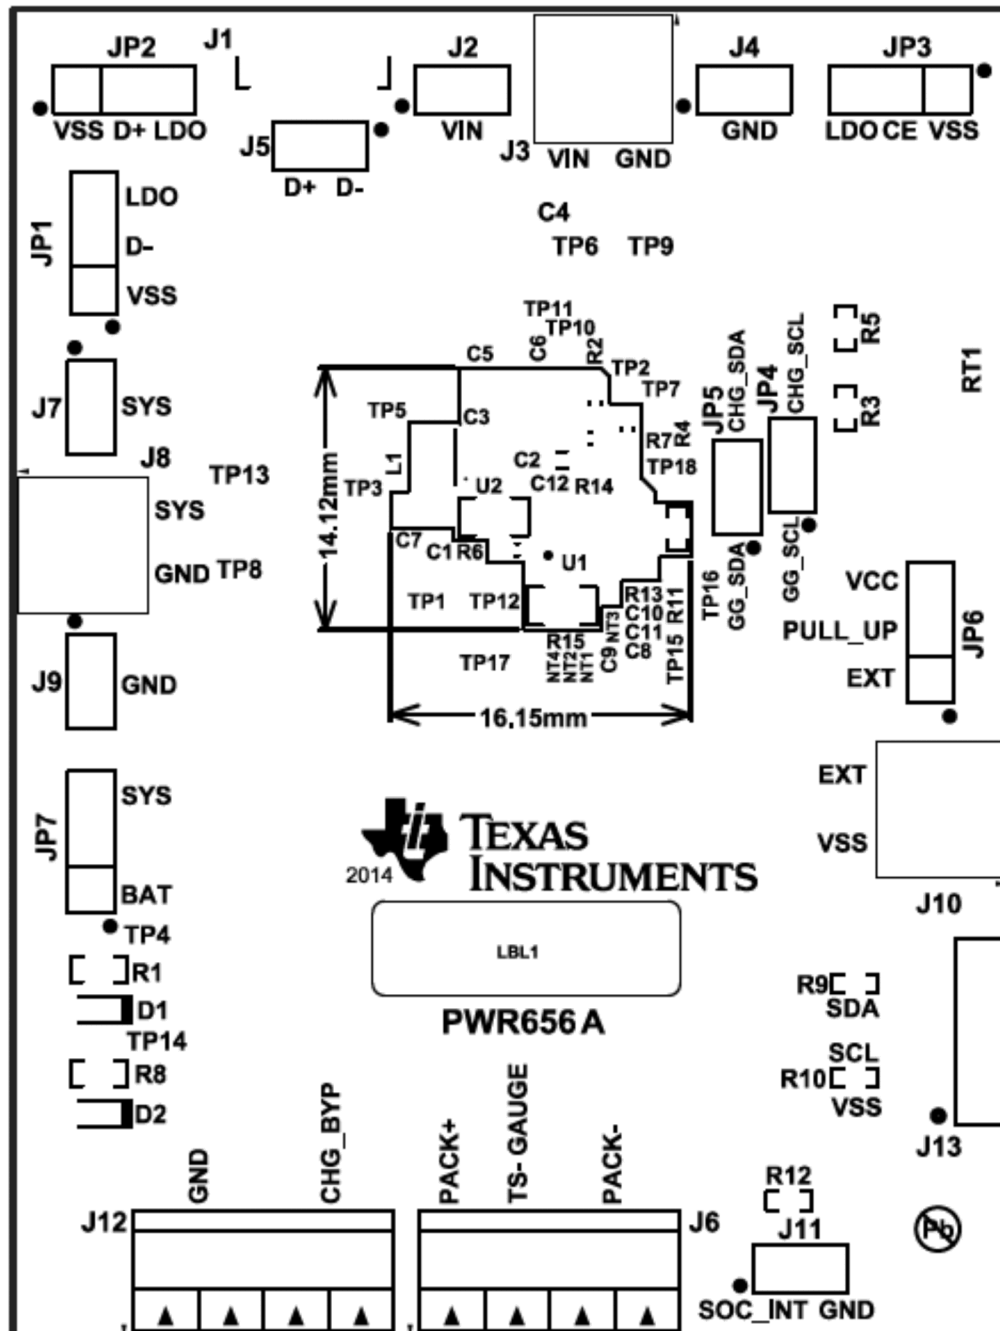 JP2
J1
J2
J4
JP3
VSS D+ LDO
VIN
GND
LDO CE VSS
J5
J3
VIN GND
D+ D-
JP1
LDO
D-
VSS
C4
TP6 TP9
TP11
TP10
C5
C6
R2
TP2
TP7
CHG_SDA
CHG_SCL
R5
RT1
J7
SYS
TP5
C3
R7
R4
JP5
JP4
R3
J8
TP13
L1
TP3
C2
C12
R14
TP18
U2
SYS
14.12mm
C7
C1
R6
U1
GND
TP8
TP1
TP12
R13
C10
C11
C8
R11
TP16
GG_SDA
GG_SCL
VCC
PULL_UP
EXT
JP6
NT3
R15
NT4
NT2
NT1
C9
TP15
TP17
J9
GND
16.15mm
EXT
VSS
J10
JP7
SYS
BAT
TP4
2014
TEXAS
INSTRUMENTS
LBL1
PWR656 A
R1
D1
TP14
R8
D2
R9
SDA
SCL
R10
VSS
J13
GND
CHG_BYP
PACK+
TS- GAUGE
PACK-
R12
J12
J6
J11
Pb
SOC_INT GND